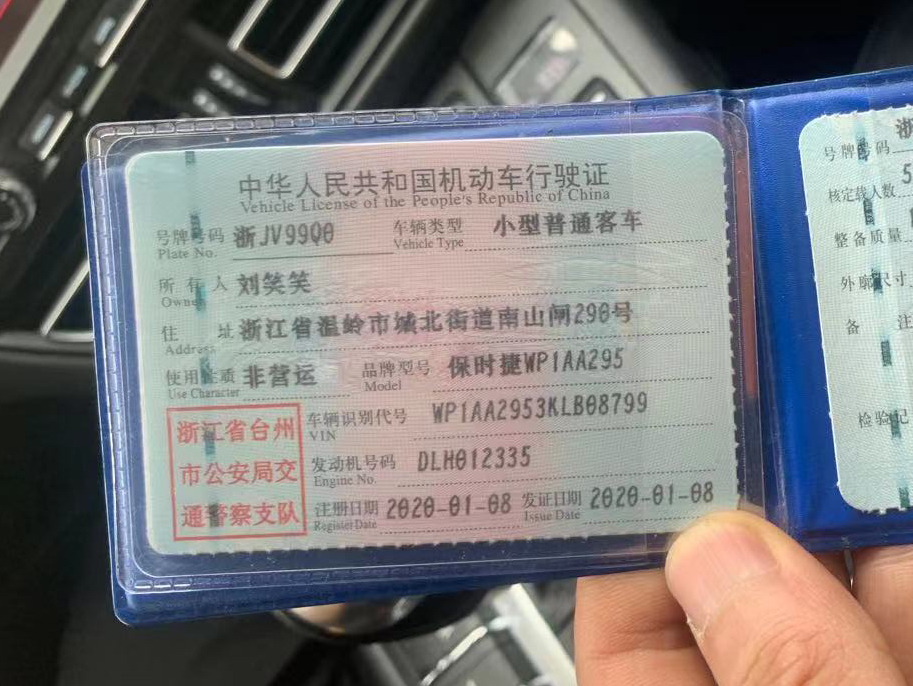 中华人民共和国机动车行驶证
Vehicle License of the People's Republic of China
号牌号码 浙JV99Q0 车辆类型 小型普通客车
Plate No. Vehicle Type
所有人 刘笑笑
Owner
住址 浙江省温岭市城北街道南山闸298号
Address
使用性质 非营运 品牌型号 保时捷WP1AA295
Use Character Model
浙江省台州
市公安局交
通警察支队
车辆识别代号 WP1AA2953KLB08799
VIN
发动机号码 DLH012335
Engine No.
注册日期 2020-01-08 发证日期 2020-01-08
Register Date Issue Date
号牌号码 浙
核定载人数 5
整备质量
外廓尺寸
备注
检验记